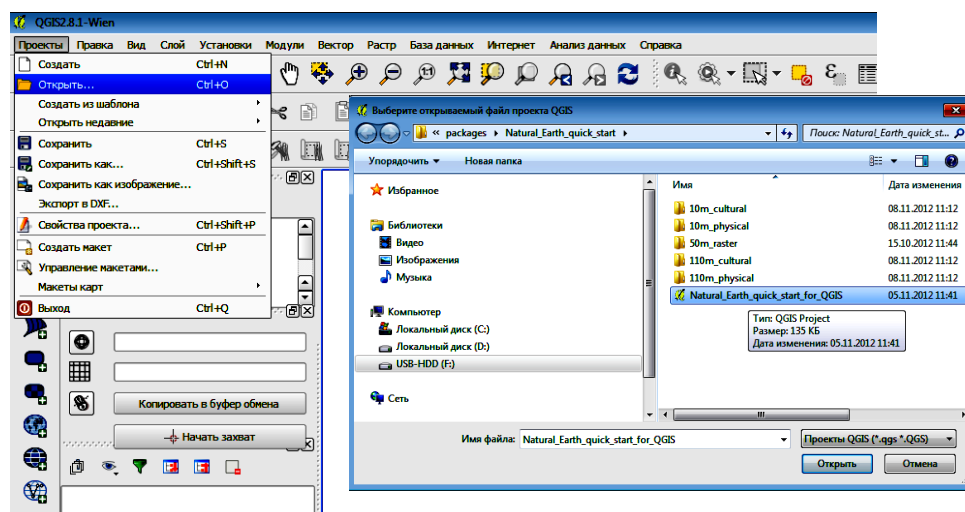 QGIS2.8.1-Wien
Проекты Правка Вид Слой Установки Модули Вектор Растр База данных Интернет Анализ данных Справка
Создать Ctrl+N
Открыть... Ctrl+O
Создать из шаблона
Открыть недавние
Сохранить Ctrl+S
Сохранить как... Ctrl+Shift+S
Сохранить как изображение...
Экспорт в DXF...
Свойства проекта... Ctrl+Shift+P
Создать макет Ctrl+P
Управление макетами...
Макеты карт
Выход Ctrl+Q
Копировать в буфер обмена
Начать захват
Выберите открываемый файл проекта QGIS
« packages Natural_Earth_quick_start
Поиск: Natural_Earth_quick_st...
Упорядочить Новая папка
Избранное
Библиотеки
Видео
Изображения
Музыка
Компьютер
Локальный диск (C:)
Локальный диск (D:)
USB-HDD (F:)
Сеть
Имя Дата изменения
10m_cultural 08.11.2012 11:12
10m_physical 08.11.2012 11:12
50m_raster 15.10.2012 11:44
110m_cultural 08.11.2012 11:12
110m_physical 08.11.2012 11:12
Natural_Earth_quick_start_for_QGIS 05.11.2012 11:41
Тип: QGIS Project
Размер: 135 КБ
Дата изменения: 05.11.2012 11:41
Имя файла: Natural_Earth_quick_start_for_QGIS
Проекты QGIS (*.qgs *.QGS)
Открыть Отмена